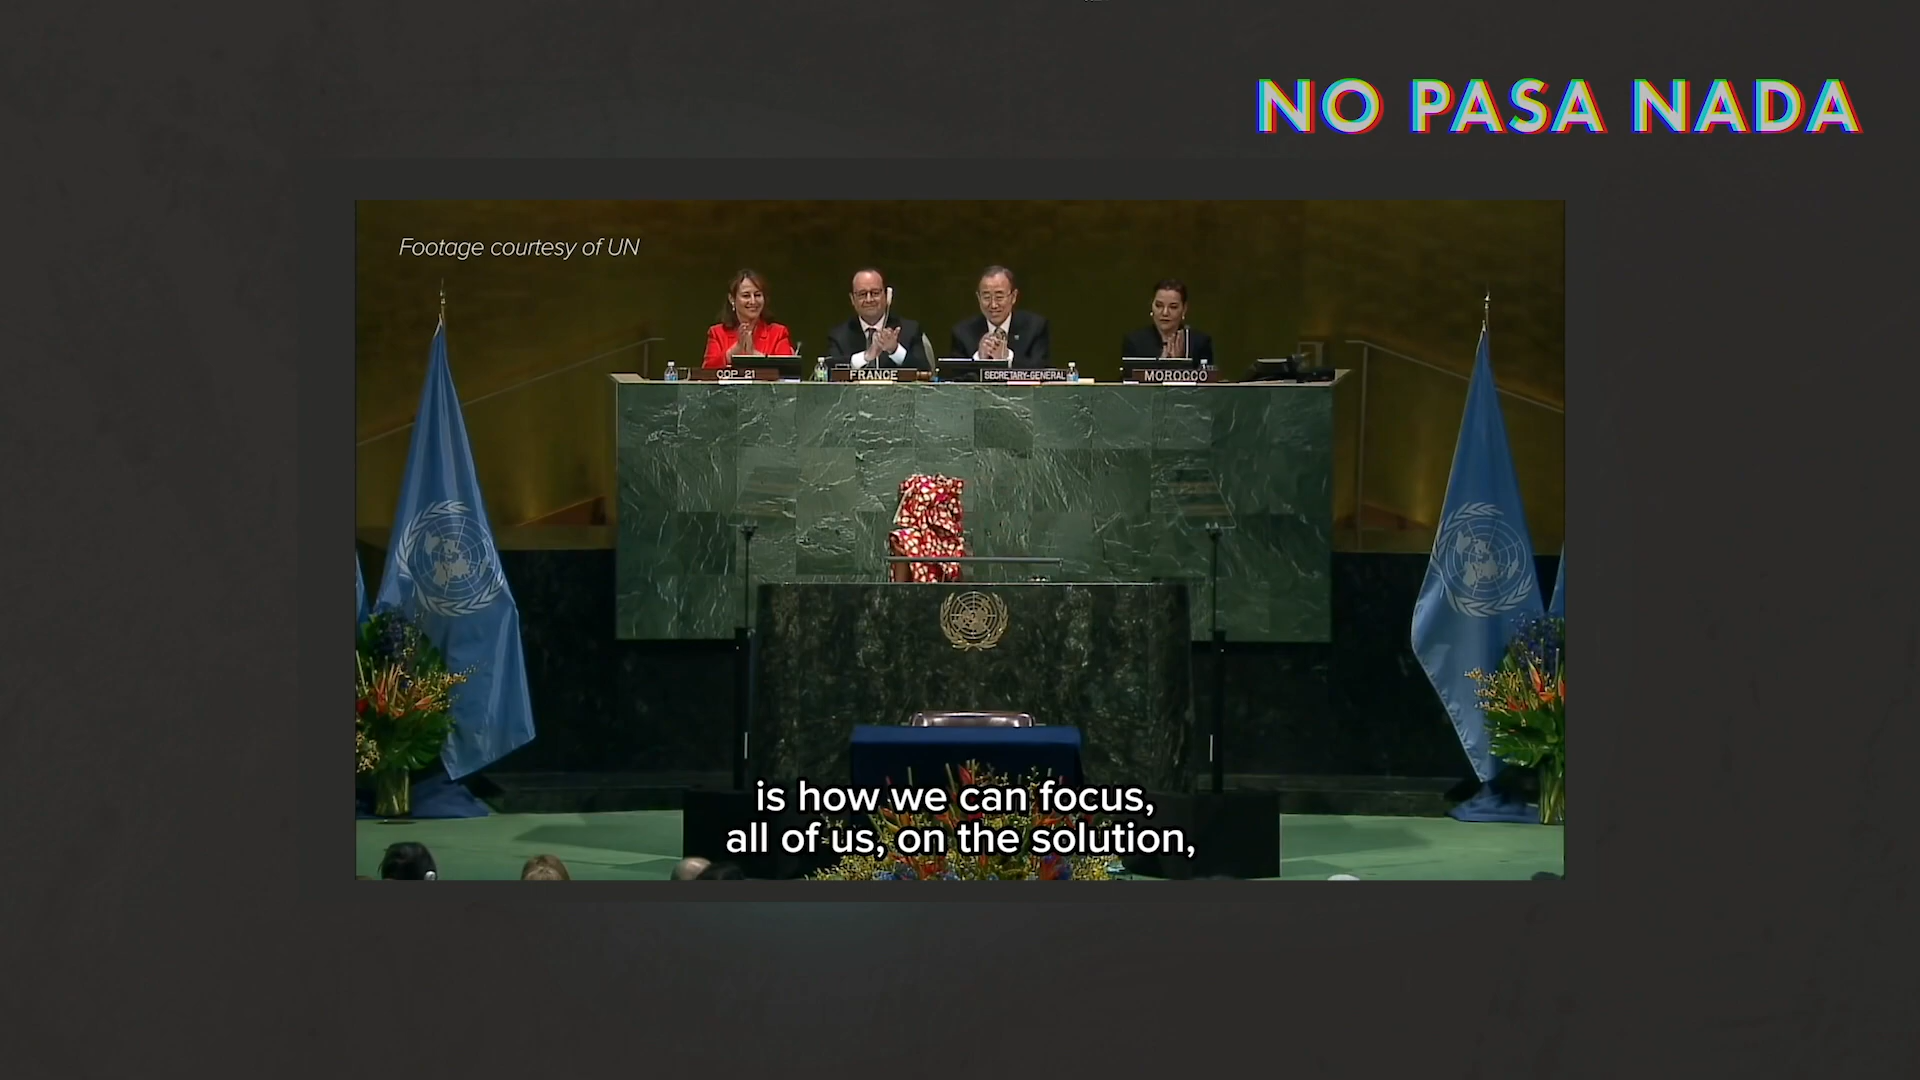 NO PASA NADA
Footage courtesy of UN
COP 21
FRANCE
SECRETARY-GENERAL
MOROCCO
is how we can focus,
all of us, on the solution,